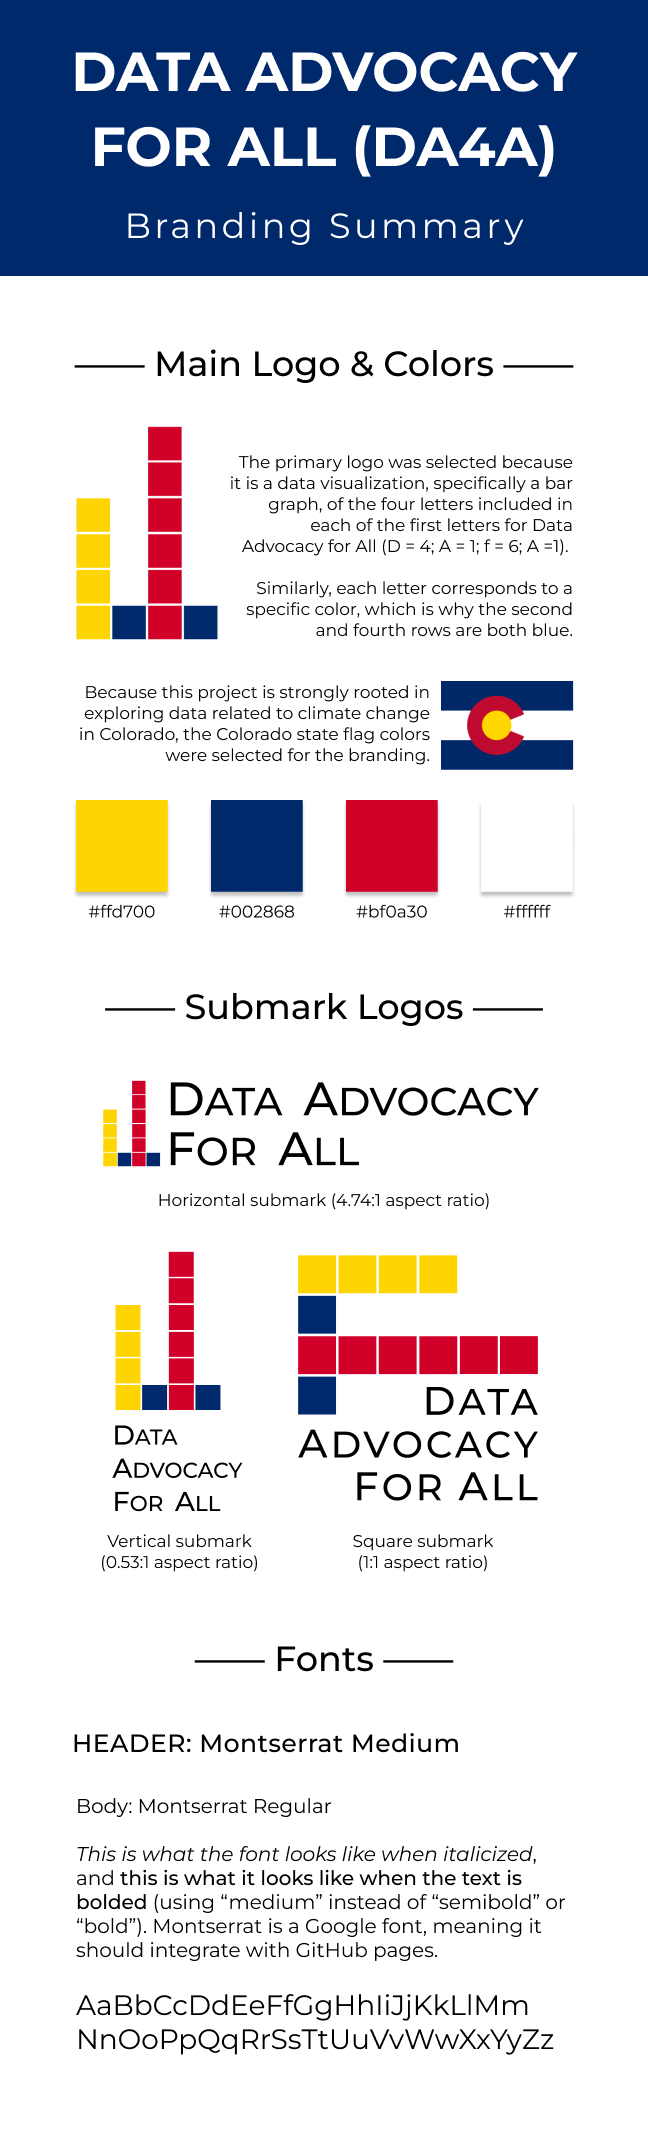 DATA ADVOCACY
FOR ALL (DA4A)
Branding Summary
Main Logo & Colors
The primary logo was selected because
it is a data visualization, specifically a bar
graph, of the four letters included in
each of the first letters for Data
Advocacy for All (D = 4; A = 1; f = 6; A =1).
Similarly, each letter corresponds to a
specific color, which is why the second
and fourth rows are both blue.
Because this project is strongly rooted in
exploring data related to climate change
in Colorado, the Colorado state flag colors
were selected for the branding.
#ffd700
#002868
#bf0a30
#ffffff
Submark Logos
DATA ADVOCACY
FOR ALL
Horizontal submark (4.74:1 aspect ratio)
DATA
ADVOCACY
FOR ALL
Vertical submark
(0.53:1 aspect ratio)
DATA
ADVOCACY
FOR ALL
Square submark
(1:1 aspect ratio)
Fonts
HEADER: Montserrat Medium
Body: Montserrat Regular
This is what the font looks like when italicized,
and this is what it looks like when the text is
bolded (using “medium” instead of “semibold” or
“bold”). Montserrat is a Google font, meaning it
should integrate with GitHub pages.
AaBbCcDdEeFfGgHhIiJjKkLlMm
NnOoPpQqRrSsTtUuVvWwXxYyZz